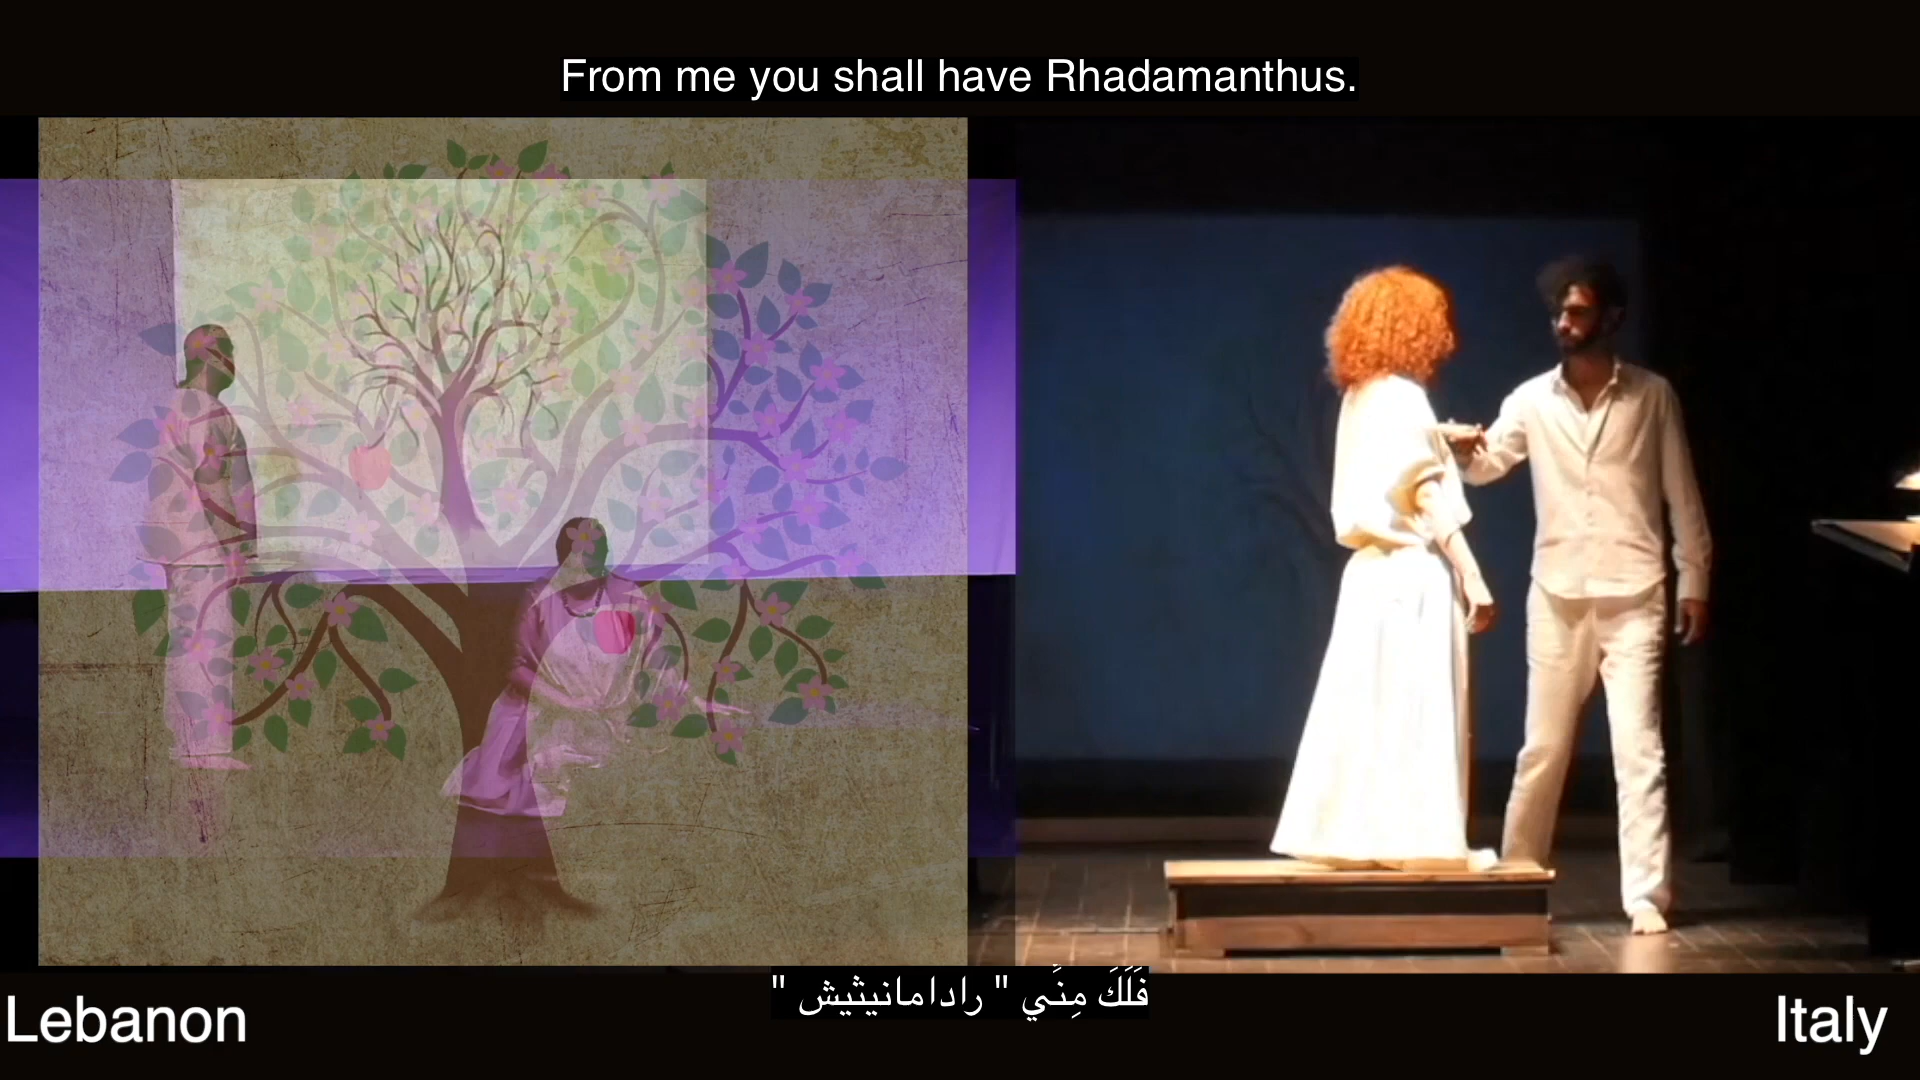 From me you shall have Rhadamanthus.
فَلَكَ مِنِّي " رادامانيثيش "
Lebanon
Italy